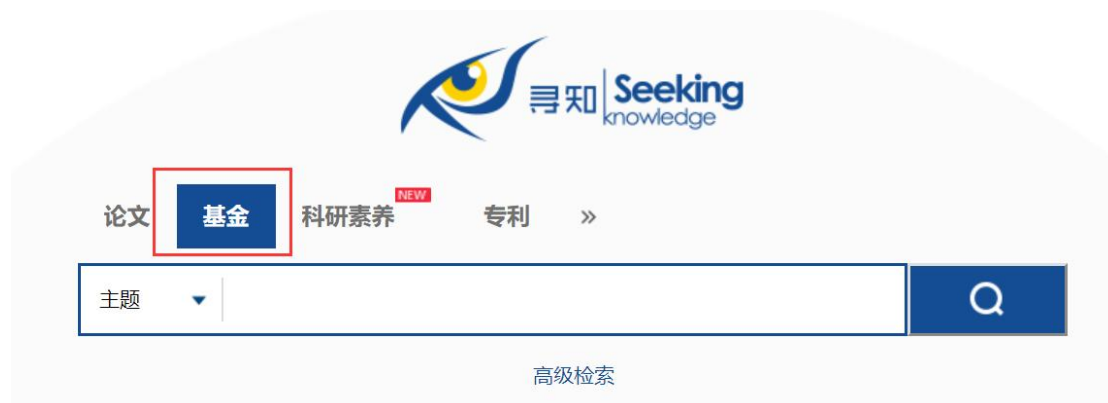 寻知 Seeking
knowledge
论文 基金 科研素养 NEW 专利 »
主题
高级检索